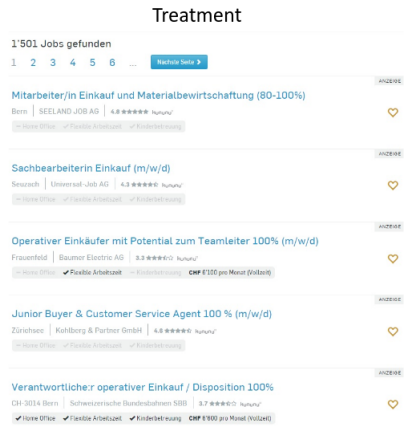 Treatment
1'501 Jobs gefunden
1 2 3 4 5 6 ... Nächste Seite
ANZEIGE
Mitarbeiter/in Einkauf und Materialbewirtschaftung (80-100%)
Bern SEELAND JOB AG 4.8
Home Office Flexible Arbeitszeit Kinderbetreuung
ANZEIGE
Sachbearbeiterin Einkauf (m/w/d)
Seuzach Universal-Job AG 4.3
Home Office Flexible Arbeitszeit Kinderbetreuung
ANZEIGE
Operativer Einkäufer mit Potential zum Teamleiter 100% (m/w/d)
Frauenfeld Baumer Electric AG 3.3
Home Office Flexible Arbeitszeit Kinderbetreuung CHF 6'100 pro Monat (Vollzeit)
ANZEIGE
Junior Buyer & Customer Service Agent 100 % (m/w/d)
Zürichsee Kohlberg & Partner GmbH 4.8
Home Office Flexible Arbeitszeit Kinderbetreuung
ANZEIGE
Verantwortliche:r operativer Einkauf / Disposition 100%
CH-3014 Bern Schweizerische Bundesbahnen SBB 3.7
Home Office Flexible Arbeitszeit Kinderbetreuung CHF 6'800 pro Monat (Vollzeit)